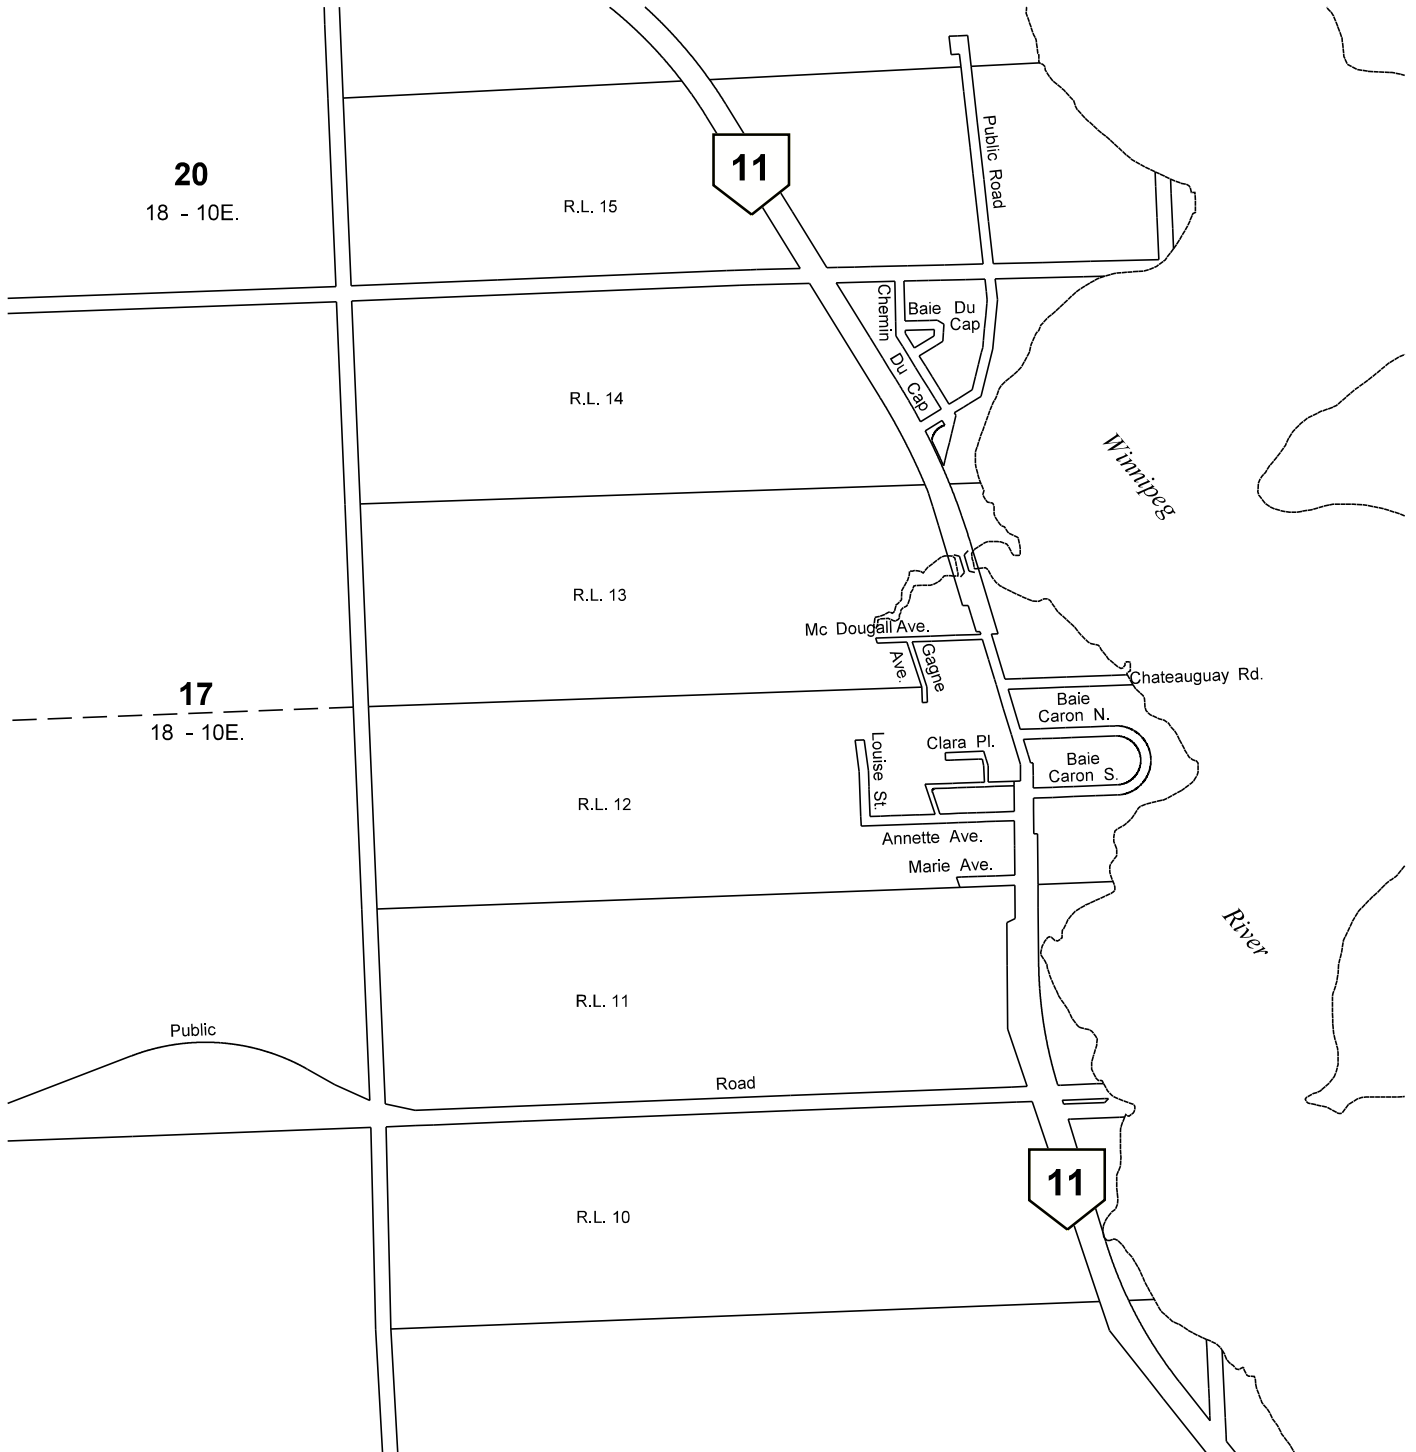 Public Road
11
20
18 - 10E.
R.L. 15
Chemin Du Cap
Baie Du
Cap
R.L. 14
Winnipeg
R.L. 13
Mc Dougall Ave.
Gagne
Ave.
Chateauguay Rd.
17
18 - 10E.
Baie
Caron N.
Louise St.
Clara Pl.
Baie
Caron S.
R.L. 12
Annette Ave.
Marie Ave.
River
R.L. 11
Public
Road
11
R.L. 10